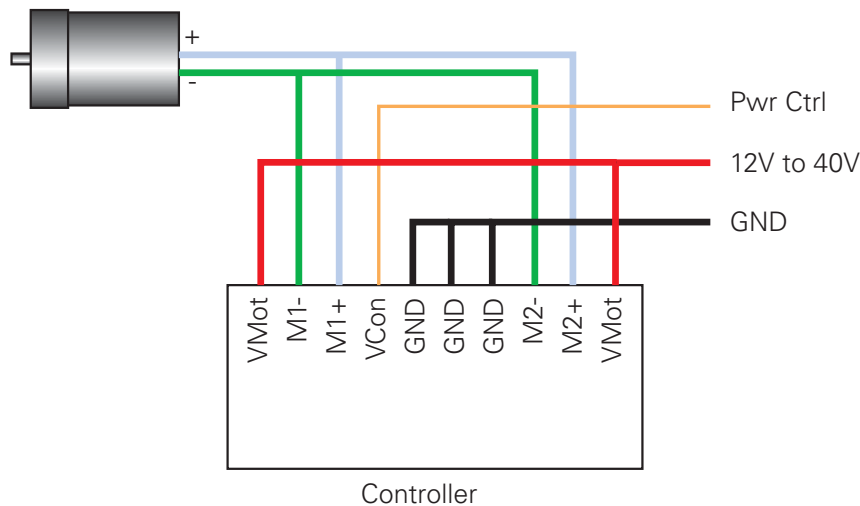 +
-
Pwr Ctrl
12V to 40V
GND
VMot
M1-
M1+
VCon
GND
GND
GND
M2-
M2+
VMot
Controller